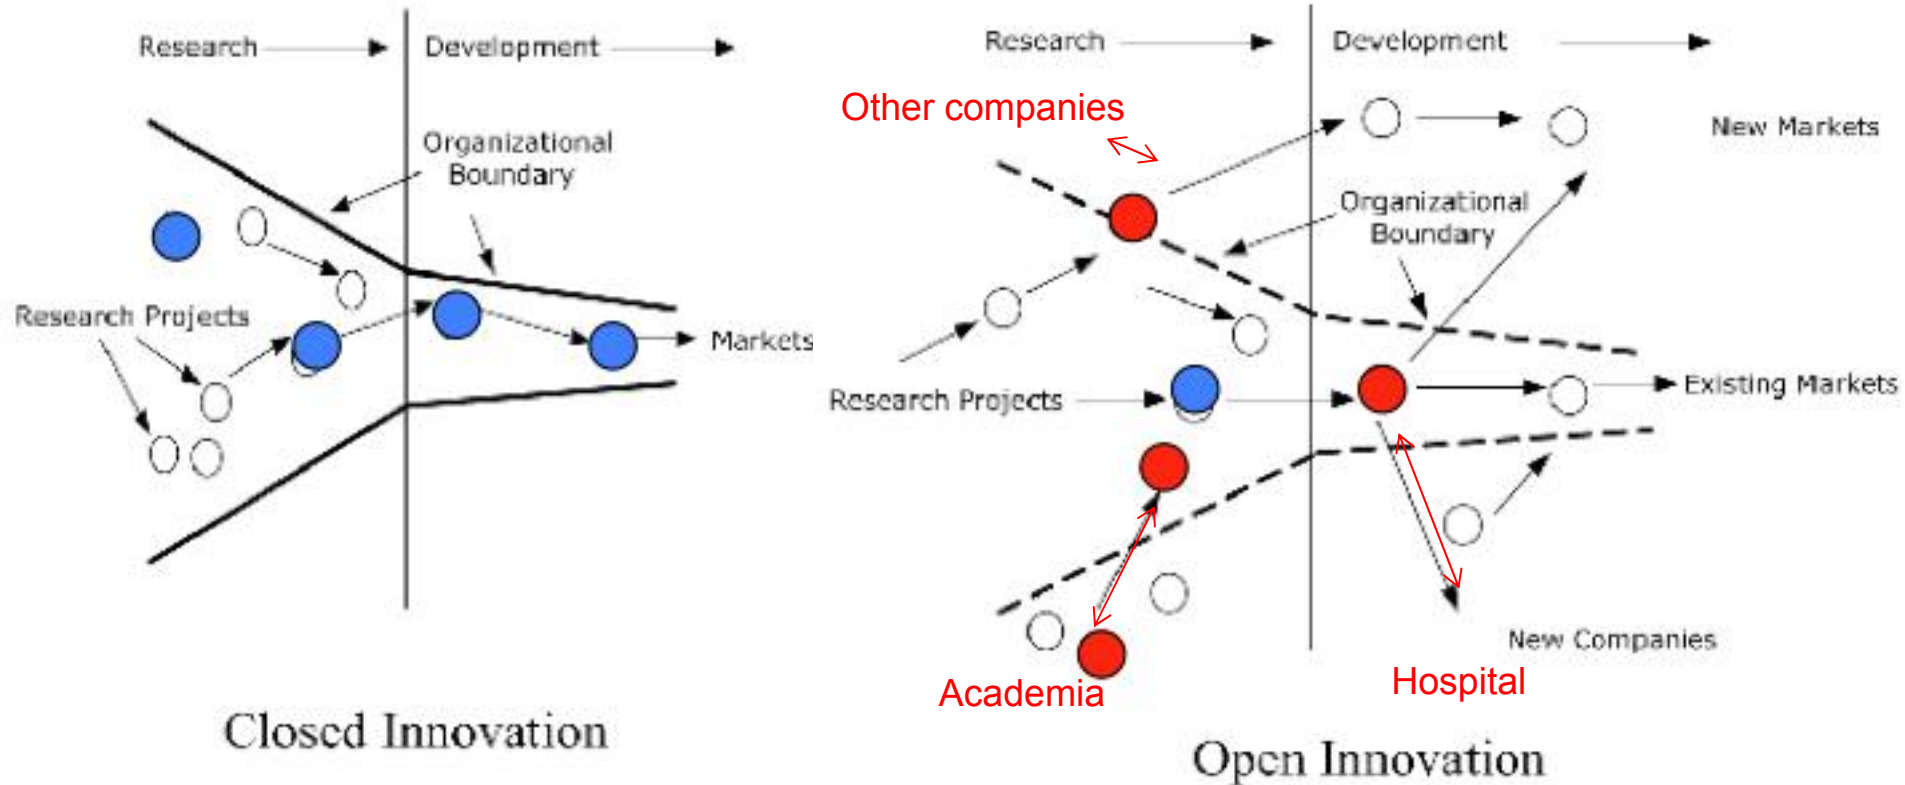 Research
Development
Organizational
Boundary
Research Projects
Markets
Closed Innovation
Research
Development
Other companies
New Markets
Organizational
Boundary
Research Projects
Existing Markets
New Companies
Academia
Hospital
Open Innovation